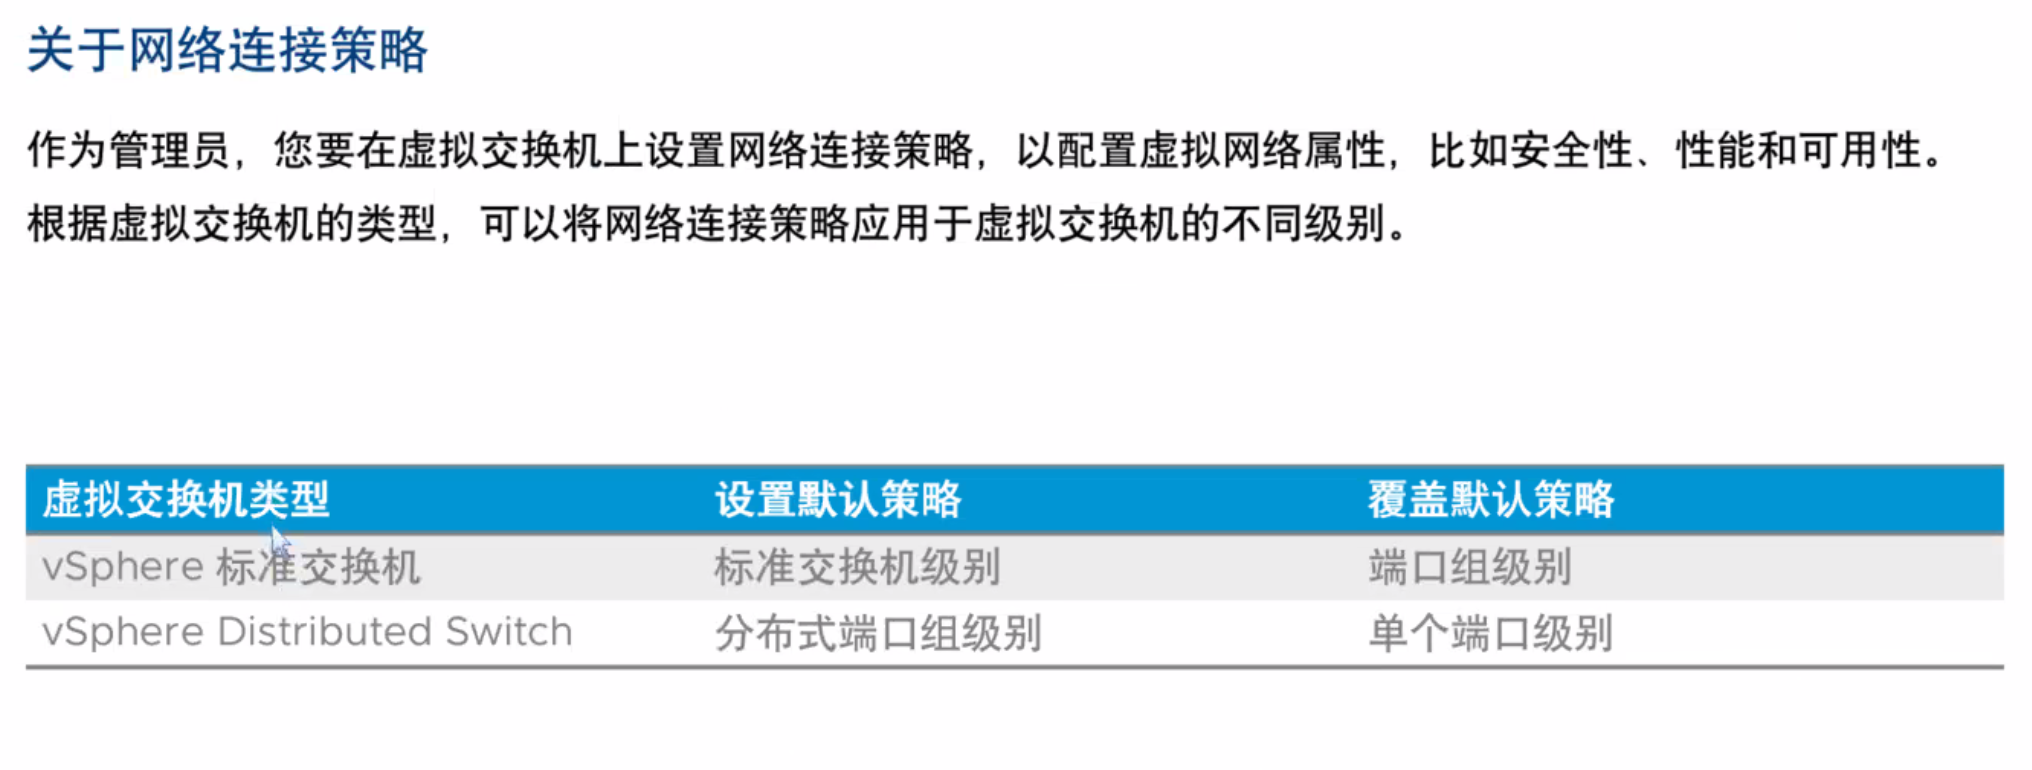 关于网络连接策略
作为管理员，您要在虚拟交换机上设置网络连接策略，以配置虚拟网络属性，比如安全性、性能和可用性。
根据虚拟交换机的类型，可以将网络连接策略应用于虚拟交换机的不同级别。
虚拟交换机类型 设置默认策略 覆盖默认策略
vSphere 标准交换机 标准交换机级别 端口组级别
vSphere Distributed Switch 分布式端口组级别 单个端口级别